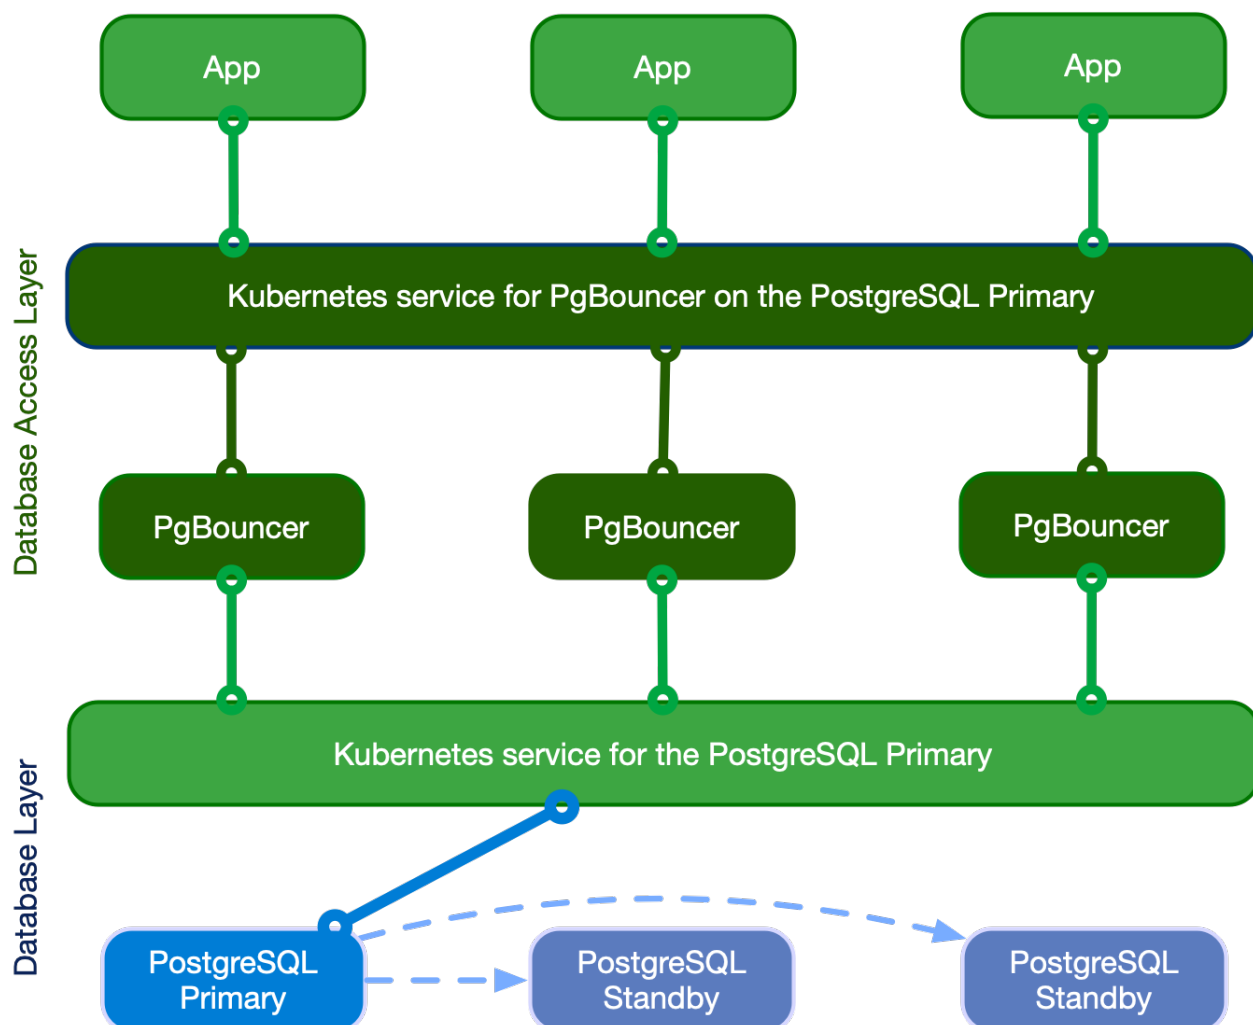 App
App
App
Database Access Layer
Kubernetes service for PgBouncer on the PostgreSQL Primary
PgBouncer
PgBouncer
PgBouncer
Database Layer
Kubernetes service for the PostgreSQL Primary
PostgreSQL
Primary
PostgreSQL
Standby
PostgreSQL
Standby